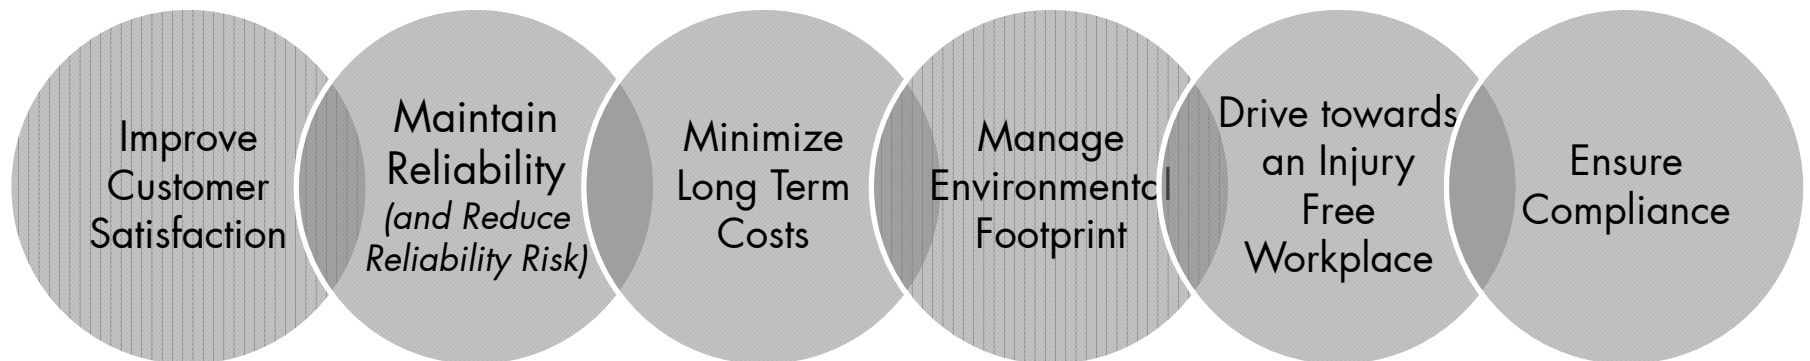 Improve
Customer
Satisfaction
Maintain
Reliability
(and Reduce
Reliability Risk)
Minimize
Long Term
Costs
Manage
Environmental
Footprint
Drive towards
an Injury
Free
Workplace
Ensure
Compliance